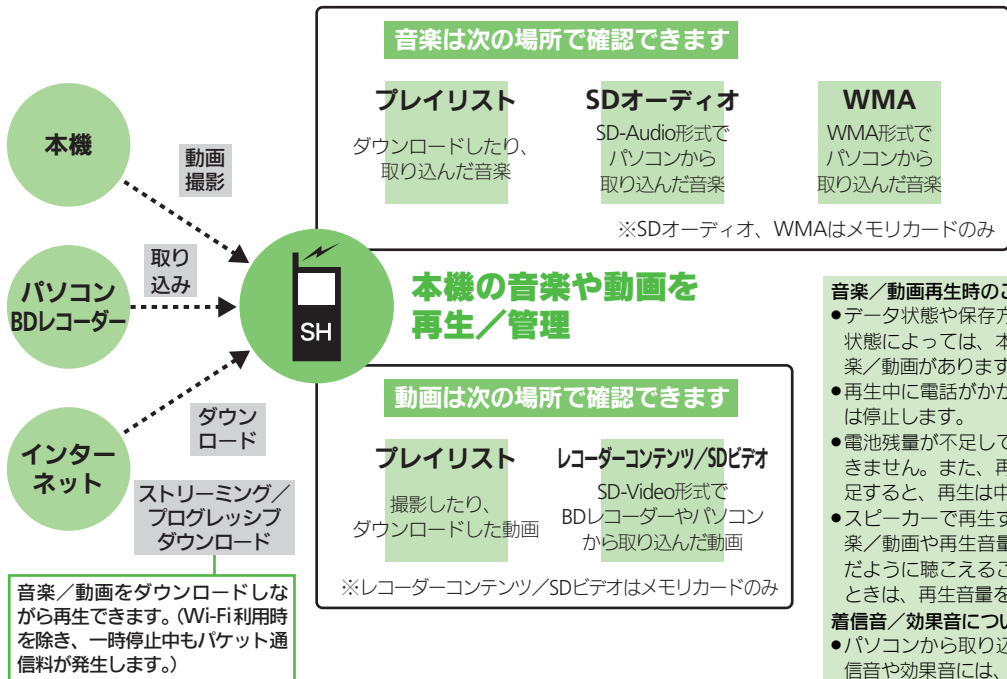 音楽は次の場所で確認できます
プレイリスト
ダウンロードしたり、
取り込んだ音楽
SDオーディオ
SD-Audio形式で
パソコンから
取り込んだ音楽
WMA
WMA形式で
パソコンから
取り込んだ音楽
※SDオーディオ、WMAはメモリカードのみ
本機
動画
撮影
パソコン
BDレコーダー
取り
込み
インター
ネット
ダウン
ロード
ストリーミング／
プログレッシブ
ダウンロード
音楽／動画をダウンロードしな
がら再生できます。（Wi-Fi利用時
を除き、一時停止中もパケット通
信料が発生します。）
SH
本機の音楽や動画を
再生／管理
動画は次の場所で確認できます
プレイリスト
撮影したり、
ダウンロードした動画
レコーダーコンテンツ／SDビデオ
SD-Video形式で
BDレコーダーやパソコン
から取り込んだ動画
※レコーダーコンテンツ／SDビデオはメモリカードのみ
音楽／動画再生時のご
●データ状態や保存方
状態によっては、本
楽／動画があります
●再生中に電話がかか
は停止します。
●電池残量が不足して
きません。また、再
足すると、再生は中
●スピーカーで再生す
楽／動画や再生音量
だように聴こえるこ
ときは、再生音量を
着信音／効果音につい
●パソコンから取り込
信音や効果音には、